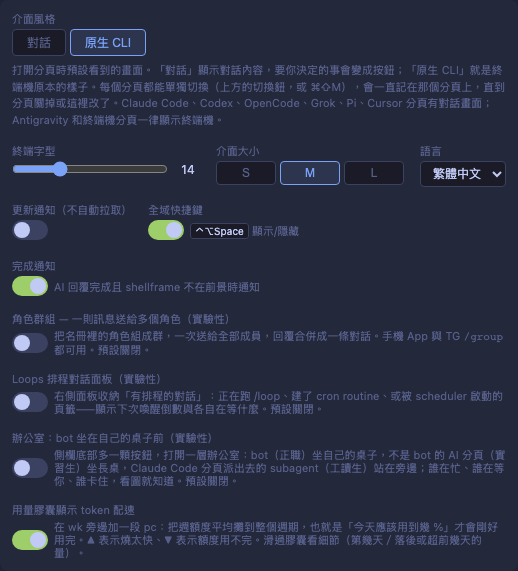 介面風格
對話 原生 CLI
打開分頁時預設看到的畫面。「對話」顯示對話內容，要你決定的事會變成按鈕；「原生 CLI」就是終
端機原本的樣子。每個分頁都能單獨切換（上方的切換鈕，或 ⌘⇧M），會一直記在那個分頁上，直到
分頁關掉或這裡改了。Claude Code、Codex、OpenCode、Grok、Pi、Cursor 分頁有對話畫面；
Antigravity 和終端機分頁一律顯示終端機。
終端字型 介面大小 語言
14 S M L 繁體中文
更新通知（不自動拉取） 全域快捷鍵
^⌥Space 顯示/隱藏
完成通知
AI 回覆完成且 shellframe 不在前景時通知
角色群組 — 一則訊息送給多個角色（實驗性）
把名冊裡的角色組成群，一次送給全部成員，回覆合併成一條對話。手機 App 與 TG /group
都可用。預設關閉。
Loops 排程對話面板（實驗性）
右側面板收納「有排程的對話」：正在跑 /loop、建了 cron routine、或被 scheduler 啟動的
頁籤——顯示下次喚醒倒數與各自在等什麼。預設關閉。
辦公室：bot 坐在自己的桌子前（實驗性）
側欄底部多一顆按鈕，打開一層辦公室：bot（正職）坐自己的桌子，不是 bot 的 AI 分頁（實
習生）坐長桌，Claude Code 分頁派出去的 subagent（工讀生）站在旁邊；誰在忙、誰在等
你、誰卡住，看圖就知道。預設關閉。
用量膠囊顯示 token 配速
在 wk 旁邊加一段 pc：把週額度平均攤到整個週期，也就是「今天應該用到幾 %」才會剛好
用完。▲ 表示燒太快、▼ 表示額度用不完。滑過膠囊看細節（第幾天 / 落後或超前幾天的
量）。